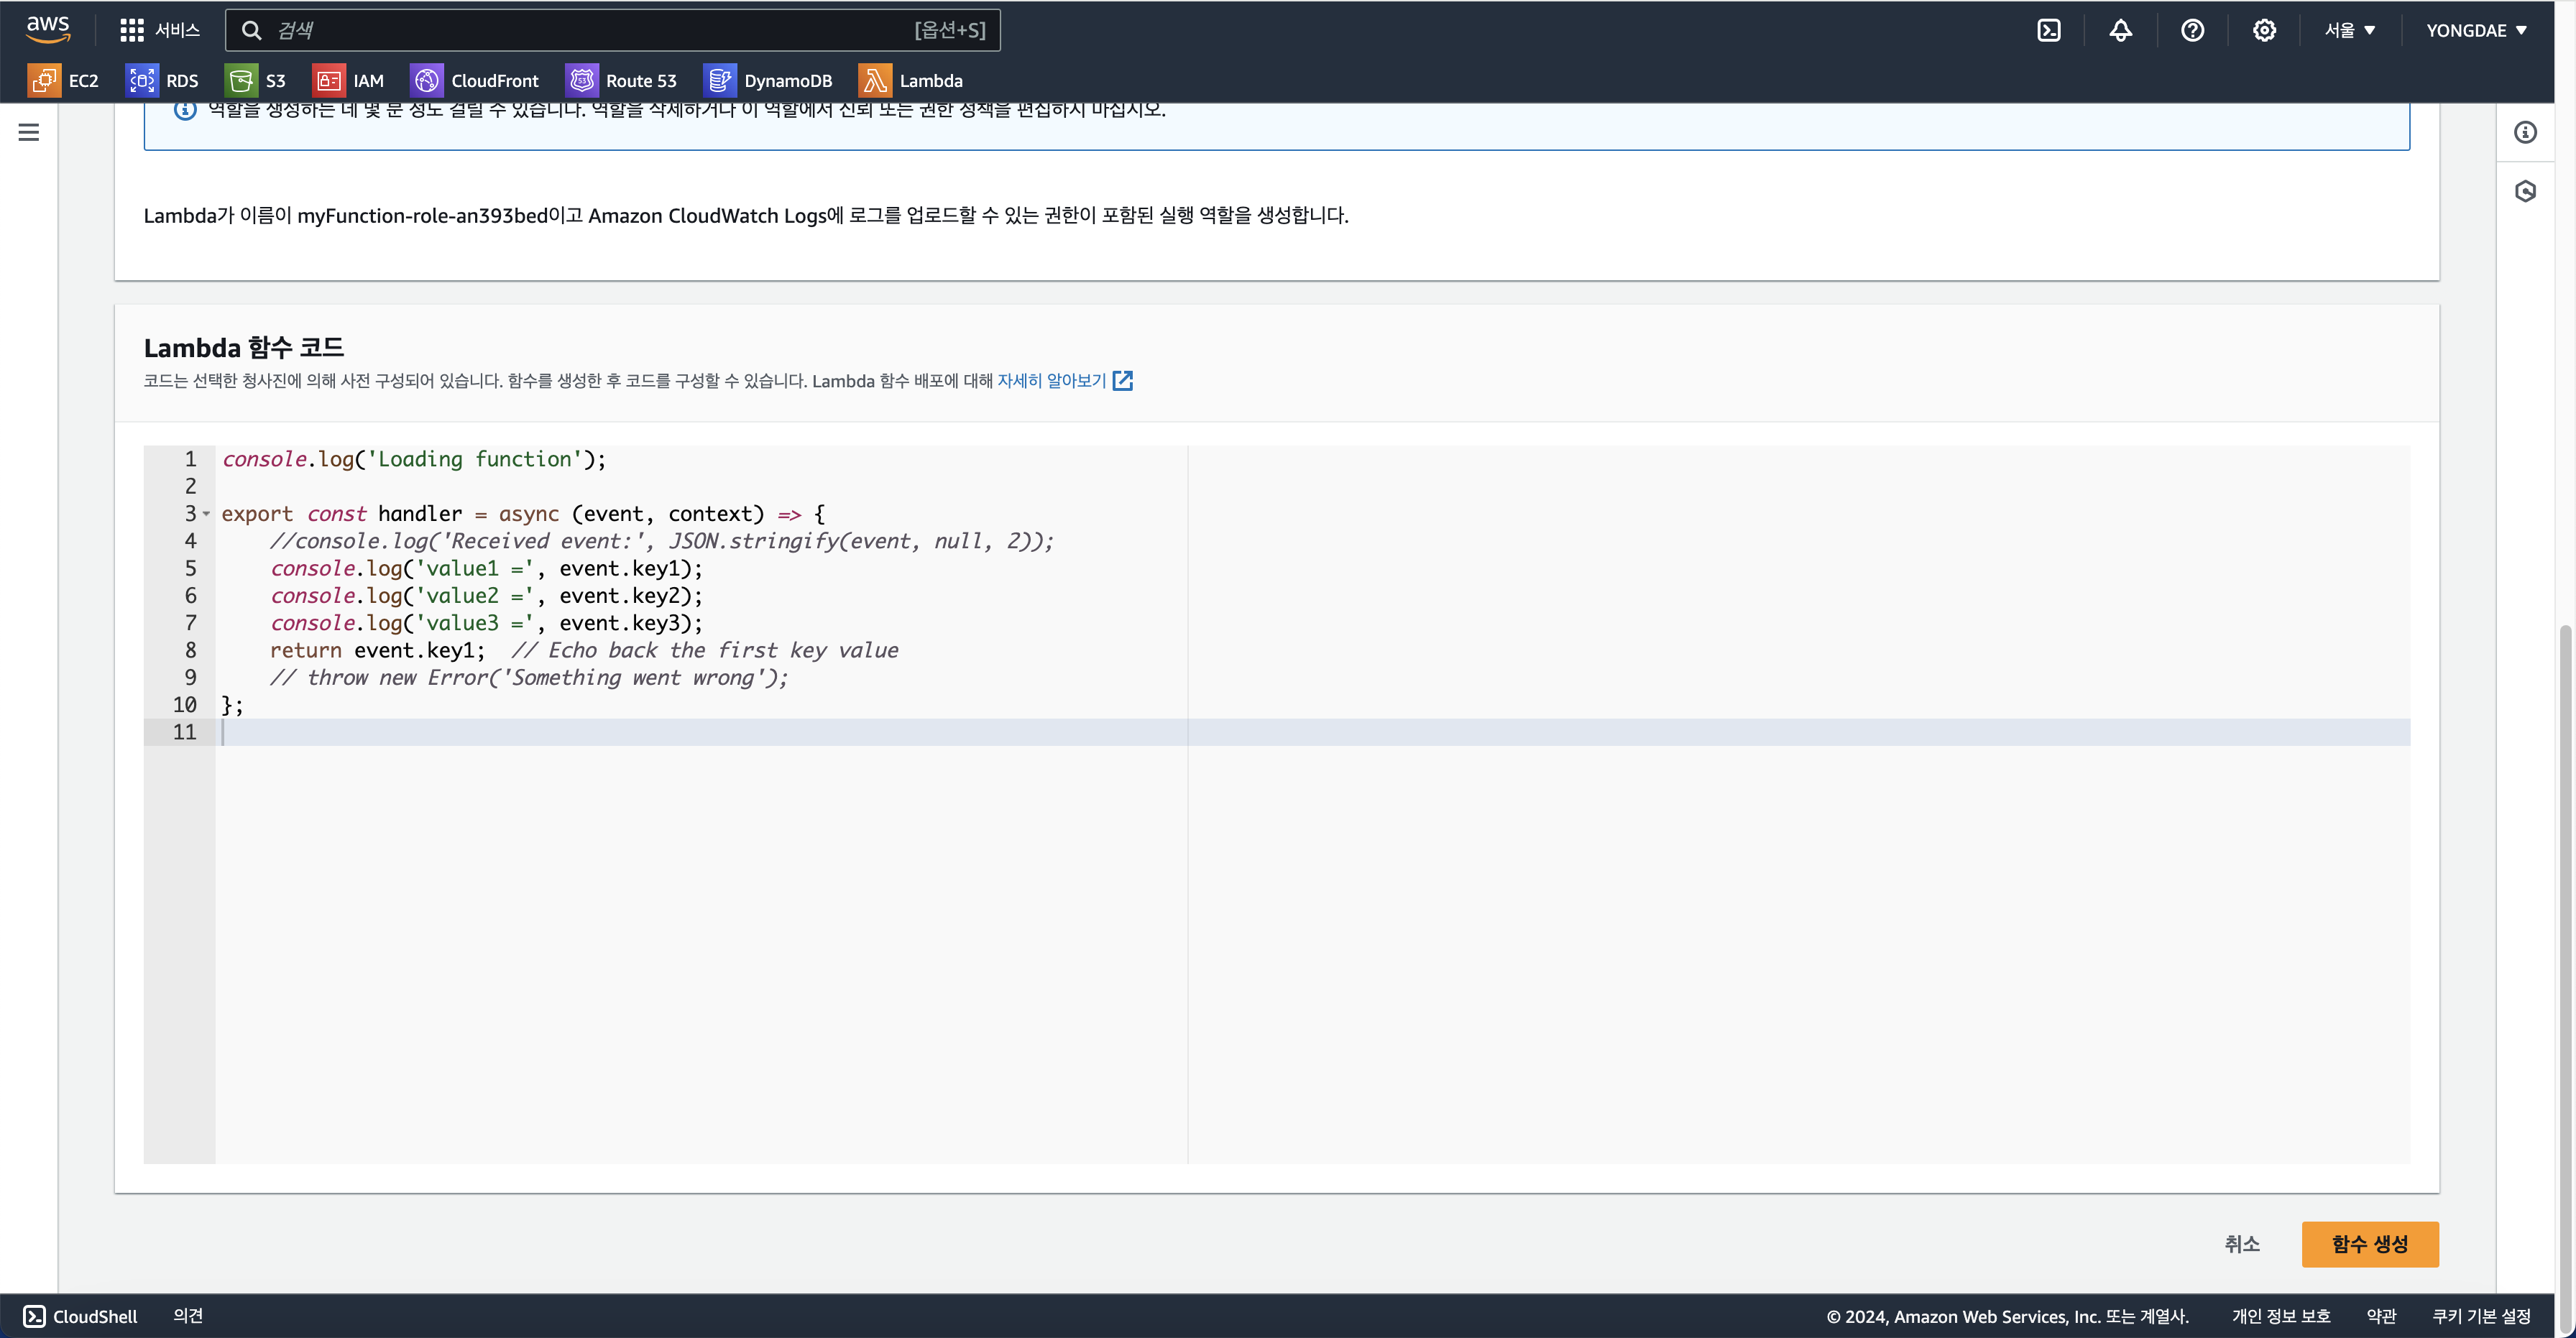 aws 서비스 검색 [옵션+S] 서울 ▼ YONGDAE ▼
EC2 RDS S3 IAM CloudFront Route 53 DynamoDB Lambda
역할을 생성하는 데 몇 분 정도 걸릴 수 있습니다. 역할을 삭제하거나 이 역할에서 신뢰 또는 권한 정책을 편집하지 마십시오.
Lambda가 이름이 myFunction-role-an393bed이고 Amazon CloudWatch Logs에 로그를 업로드할 수 있는 권한이 포함된 실행 역할을 생성합니다.
Lambda 함수 코드
코드는 선택한 청사진에 의해 사전 구성되어 있습니다. 함수를 생성한 후 코드를 구성할 수 있습니다. Lambda 함수 배포에 대해 자세히 알아보기
1 console.log('Loading function');
2
3 export const handler = async (event, context) => {
4 //console.log('Received event:', JSON.stringify(event, null, 2));
5 console.log('value1 =', event.key1);
6 console.log('value2 =', event.key2);
7 console.log('value3 =', event.key3);
8 return event.key1; // Echo back the first key value
9 // throw new Error('Something went wrong');
10 };
11
취소 함수 생성
CloudShell 의견 © 2024, Amazon Web Services, Inc. 또는 계열사. 개인 정보 보호 약관 쿠키 기본 설정